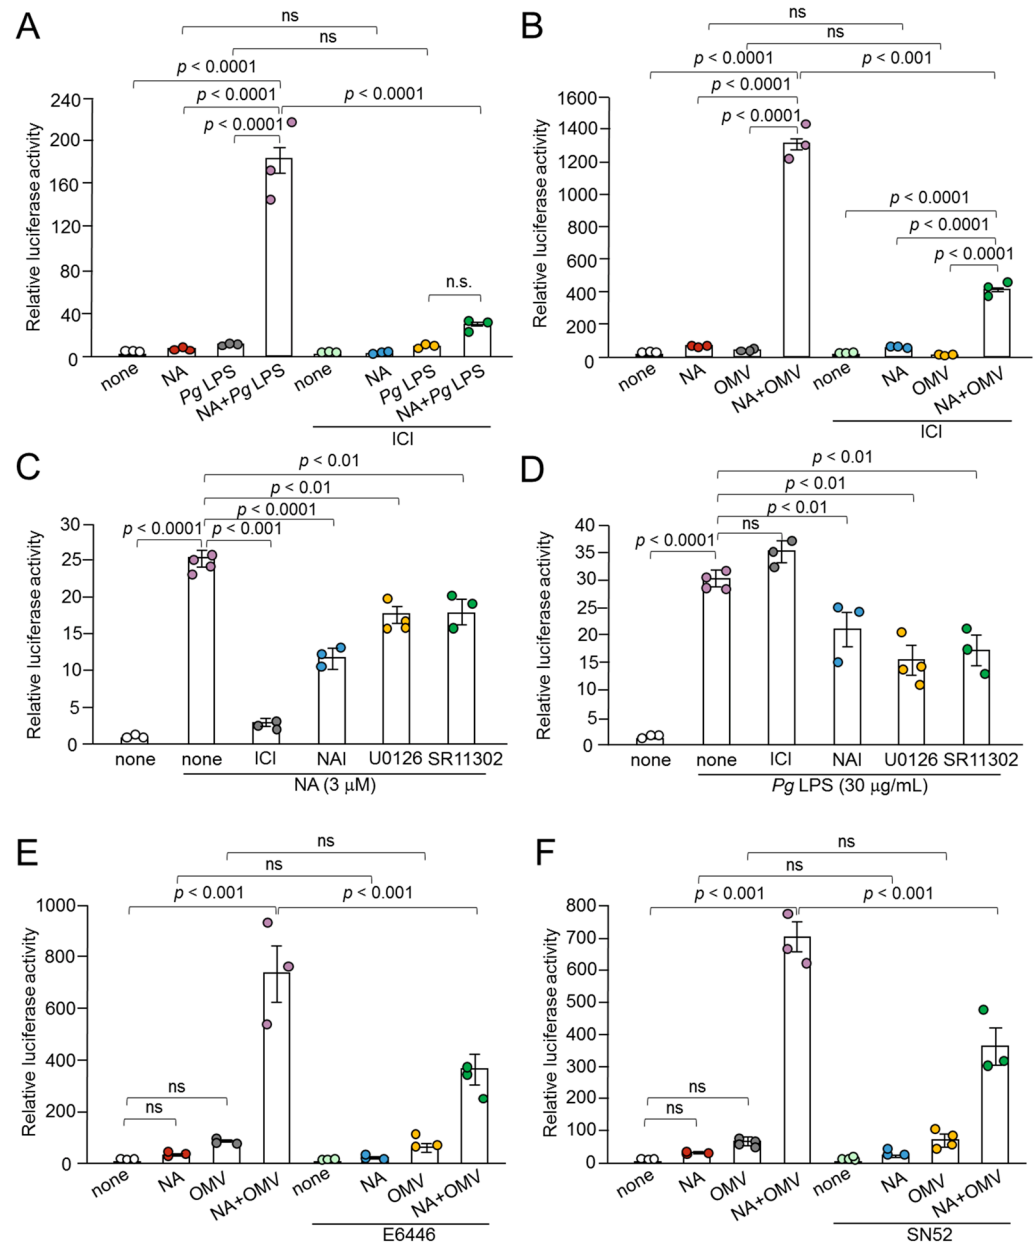 A
ns
ns
p < 0.0001
p < 0.0001
p < 0.0001
p < 0.0001
n.s.
Relative luciferase activity
240
200
160
120
80
40
0
none
NA
Pg LPS
NA+Pg LPS
none
NA
Pg LPS
NA+Pg LPS
ICI
B
ns
ns
p < 0.0001
p < 0.001
p < 0.0001
p < 0.0001
p < 0.0001
p < 0.0001
p < 0.0001
Relative luciferase activity
1600
1400
1200
1000
800
600
400
200
0
none
NA
OMV
NA+OMV
none
NA
OMV
NA+OMV
ICI
C
p < 0.01
p < 0.01
p < 0.0001
p < 0.0001
p < 0.001
Relative luciferase activity
30
25
20
15
10
5
0
none
none
ICI
NAI
U0126
SR11302
NA (3 μM)
D
p < 0.01
p < 0.01
p < 0.01
ns
p < 0.0001
Relative luciferase activity
40
35
30
25
20
15
10
5
0
none
none
ICI
NAI
U0126
SR11302
Pg LPS (30 μg/mL)
E
ns
ns
p < 0.001
p < 0.001
ns
ns
Relative luciferase activity
1000
800
600
400
200
0
none
NA
OMV
NA+OMV
none
NA
OMV
NA+OMV
E6446
F
ns
ns
p < 0.001
p < 0.001
ns
ns
Relative luciferase activity
800
700
600
500
400
300
200
100
0
none
NA
OMV
NA+OMV
none
NA
OMV
NA+OMV
SN52